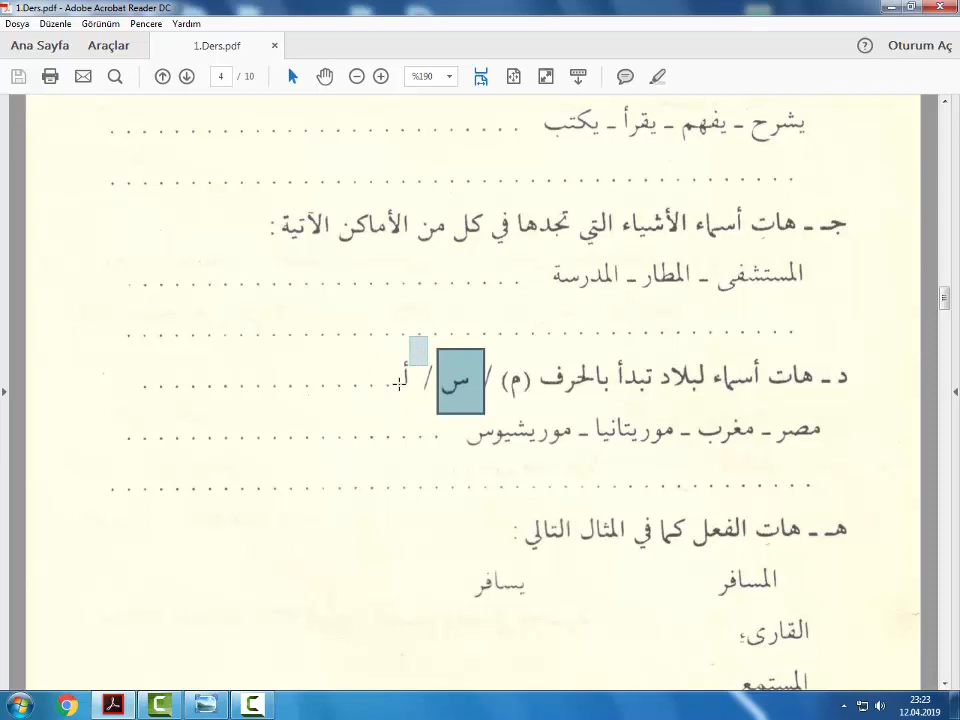 1.Ders.pdf - Adobe Acrobat Reader DC
Dosya Düzenle Görünüm Pencere Yardım
Ana Sayfa Araçlar 1.Ders.pdf × ? Oturum Aç
4 / 10 %190
يشرح ـ يفهم ـ يقرأ ـ يكتب . . . . . . . . . . . . . . . . . . . . . . . . . .
. . . . . . . . . . . . . . . . . . . . . . . . . . . . . . . . . . . . . . . . . . .
جـ ـ هاتِ أسماء الأشياء التي تجدها في كل من الأماكن الآتية :
المستشفى ـ المطار ـ المدرسة . . . . . . . . . . . . . . . . . . . . . . . . .
. . . . . . . . . . . . . . . . . . . . . . . . . . . . . . . . . . . . . . . . . .
د ـ هات أسماء لبلاد تبدأ بالحرف (م) / س / أ . . . . . . . . . . . . . . . . .
مصر ـ مغرب ـ موريتانيا ـ موريشيوس . . . . . . . . . . . . . . . . . . . .
. . . . . . . . . . . . . . . . . . . . . . . . . . . . . . . . . . . . . . . . . . . .
هـ ـ هات الفعل كما في المثال التالي :
المسافر يسافر
القارىء
المستمع
23:23
12.04.2019